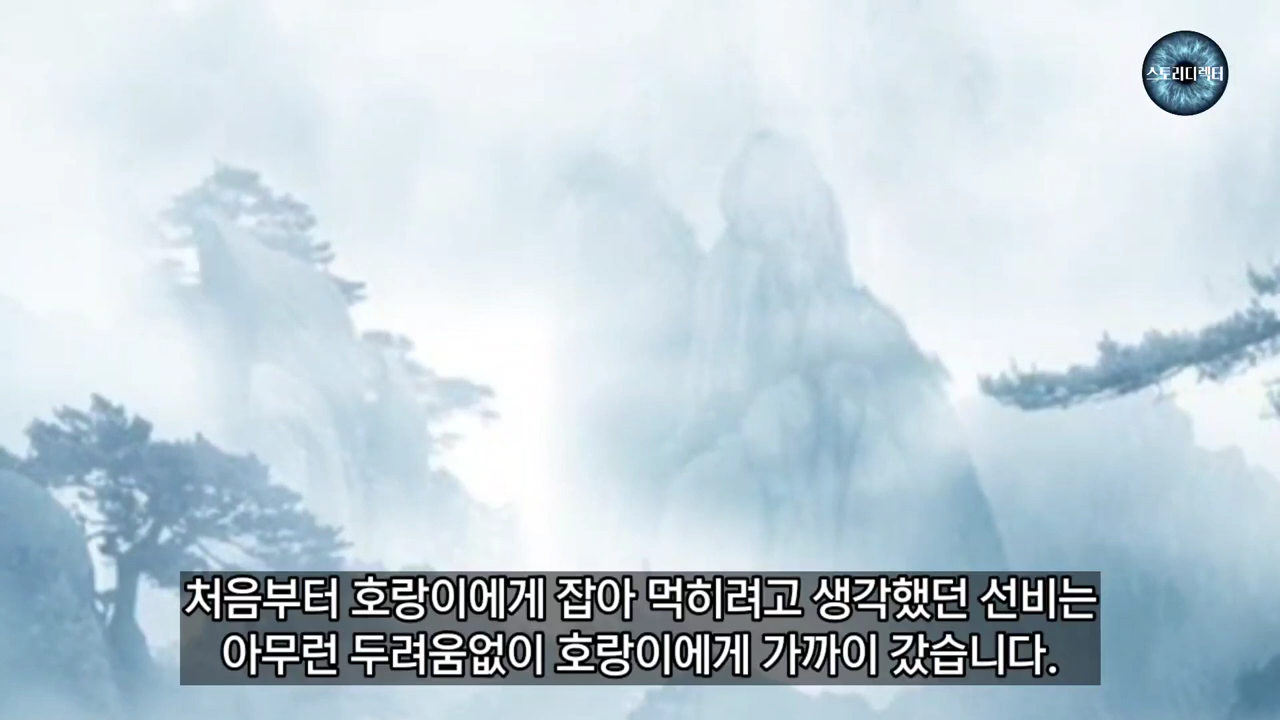 스토리디렉터
처음부터 호랑이에게 잡아 먹히려고 생각했던 선비는
아무런 두려움없이 호랑이에게 가까이 갔습니다.